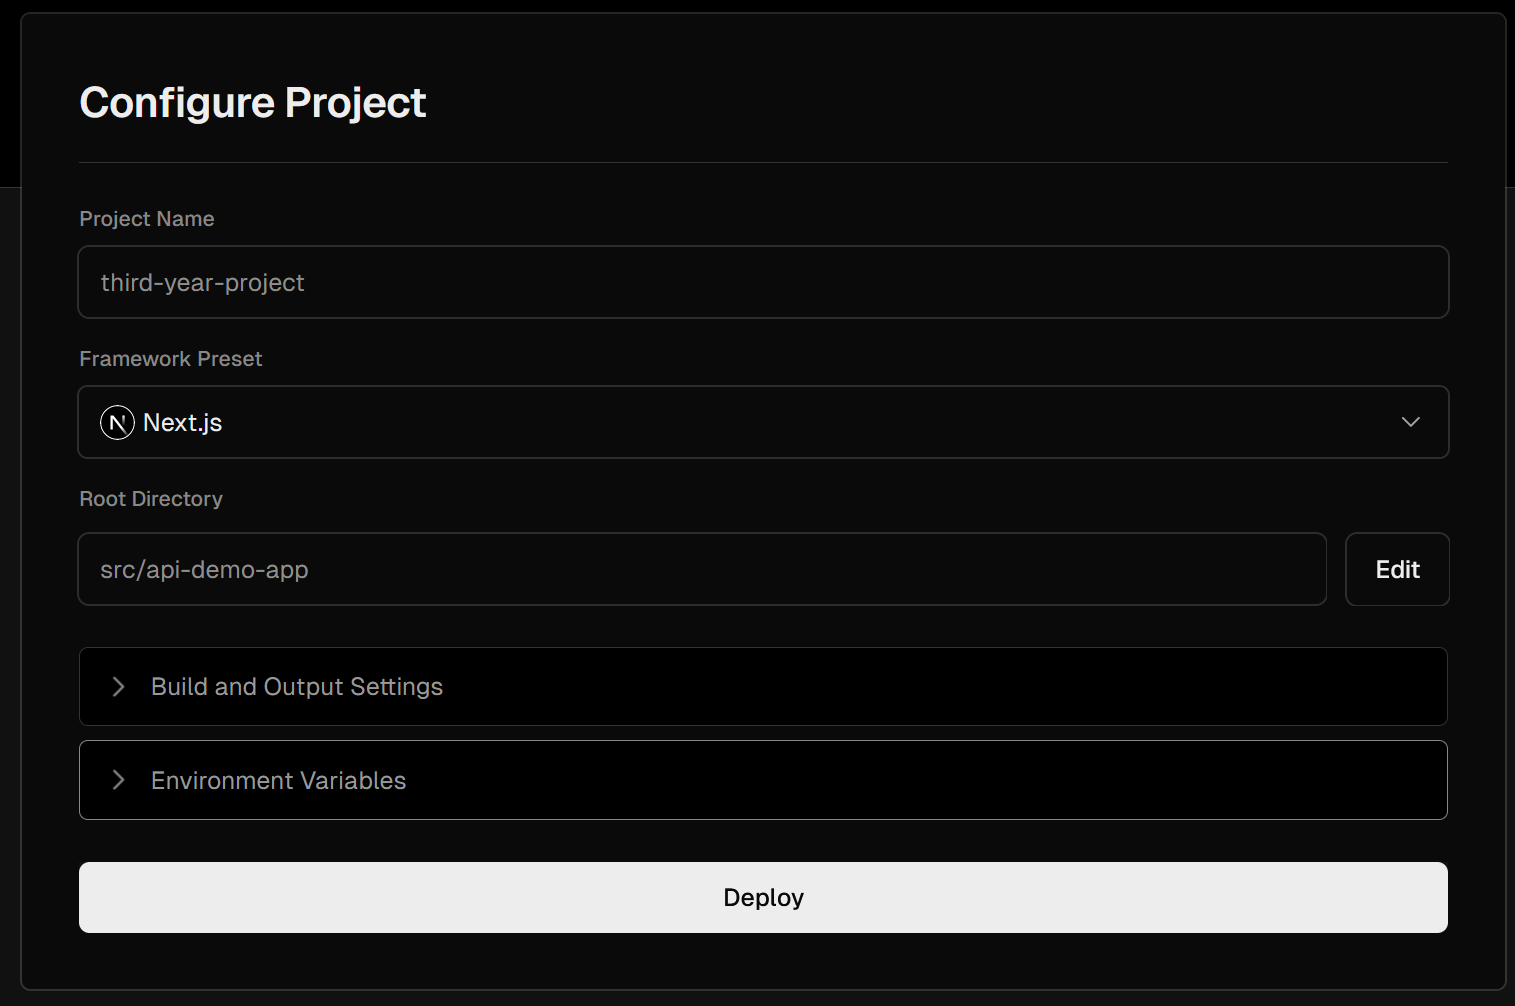 Configure Project
Project Name
third-year-project
Framework Preset
N Next.js
Root Directory
src/api-demo-app
Edit
Build and Output Settings
Environment Variables
Deploy